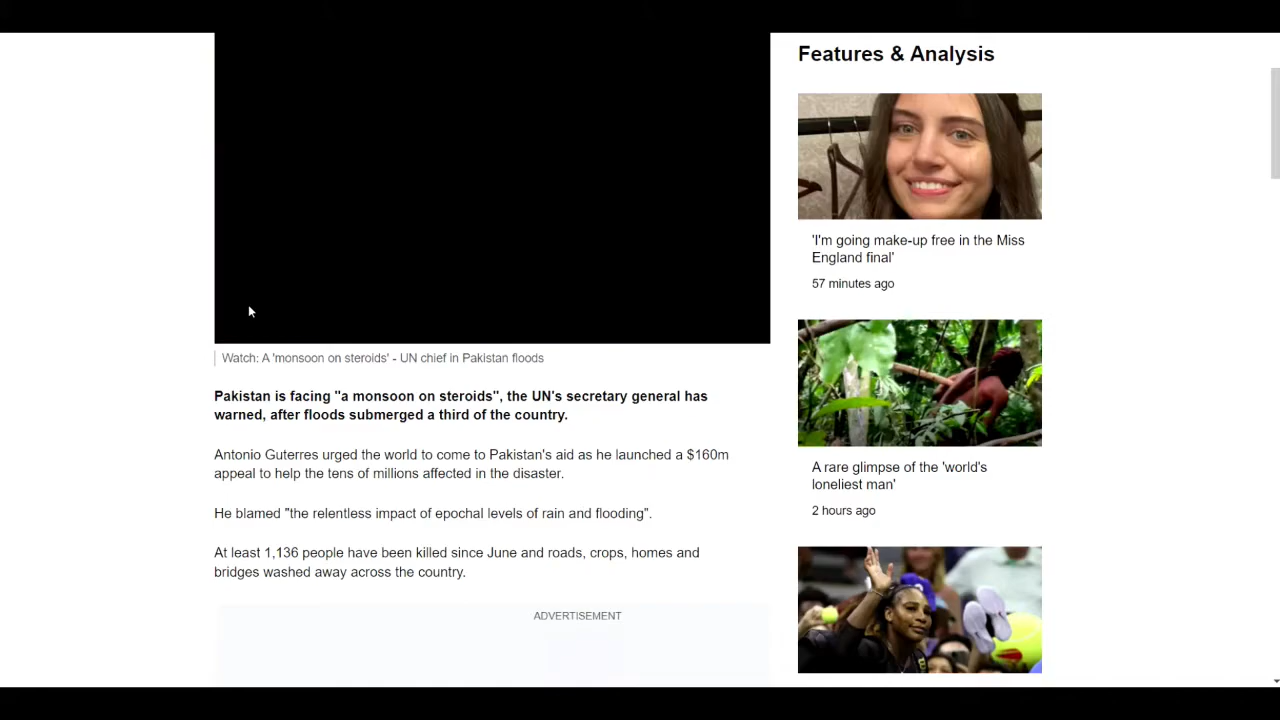 Features & Analysis
'I'm going make-up free in the Miss
England final'
57 minutes ago
Watch: A 'monsoon on steroids' - UN chief in Pakistan floods
Pakistan is facing "a monsoon on steroids", the UN's secretary general has
warned, after floods submerged a third of the country.
Antonio Guterres urged the world to come to Pakistan's aid as he launched a $160m
appeal to help the tens of millions affected in the disaster.
He blamed "the relentless impact of epochal levels of rain and flooding".
At least 1,136 people have been killed since June and roads, crops, homes and
bridges washed away across the country.
ADVERTISEMENT
A rare glimpse of the 'world's
loneliest man'
2 hours ago